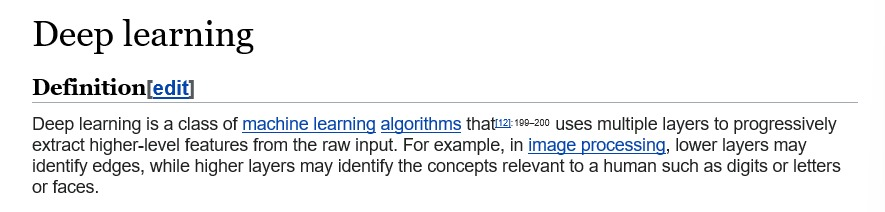 Deep learning
Definition[edit]
Deep learning is a class of machine learning algorithms that[12]: 199–200 uses multiple layers to progressively
extract higher-level features from the raw input. For example, in image processing, lower layers may
identify edges, while higher layers may identify the concepts relevant to a human such as digits or letters
or faces.